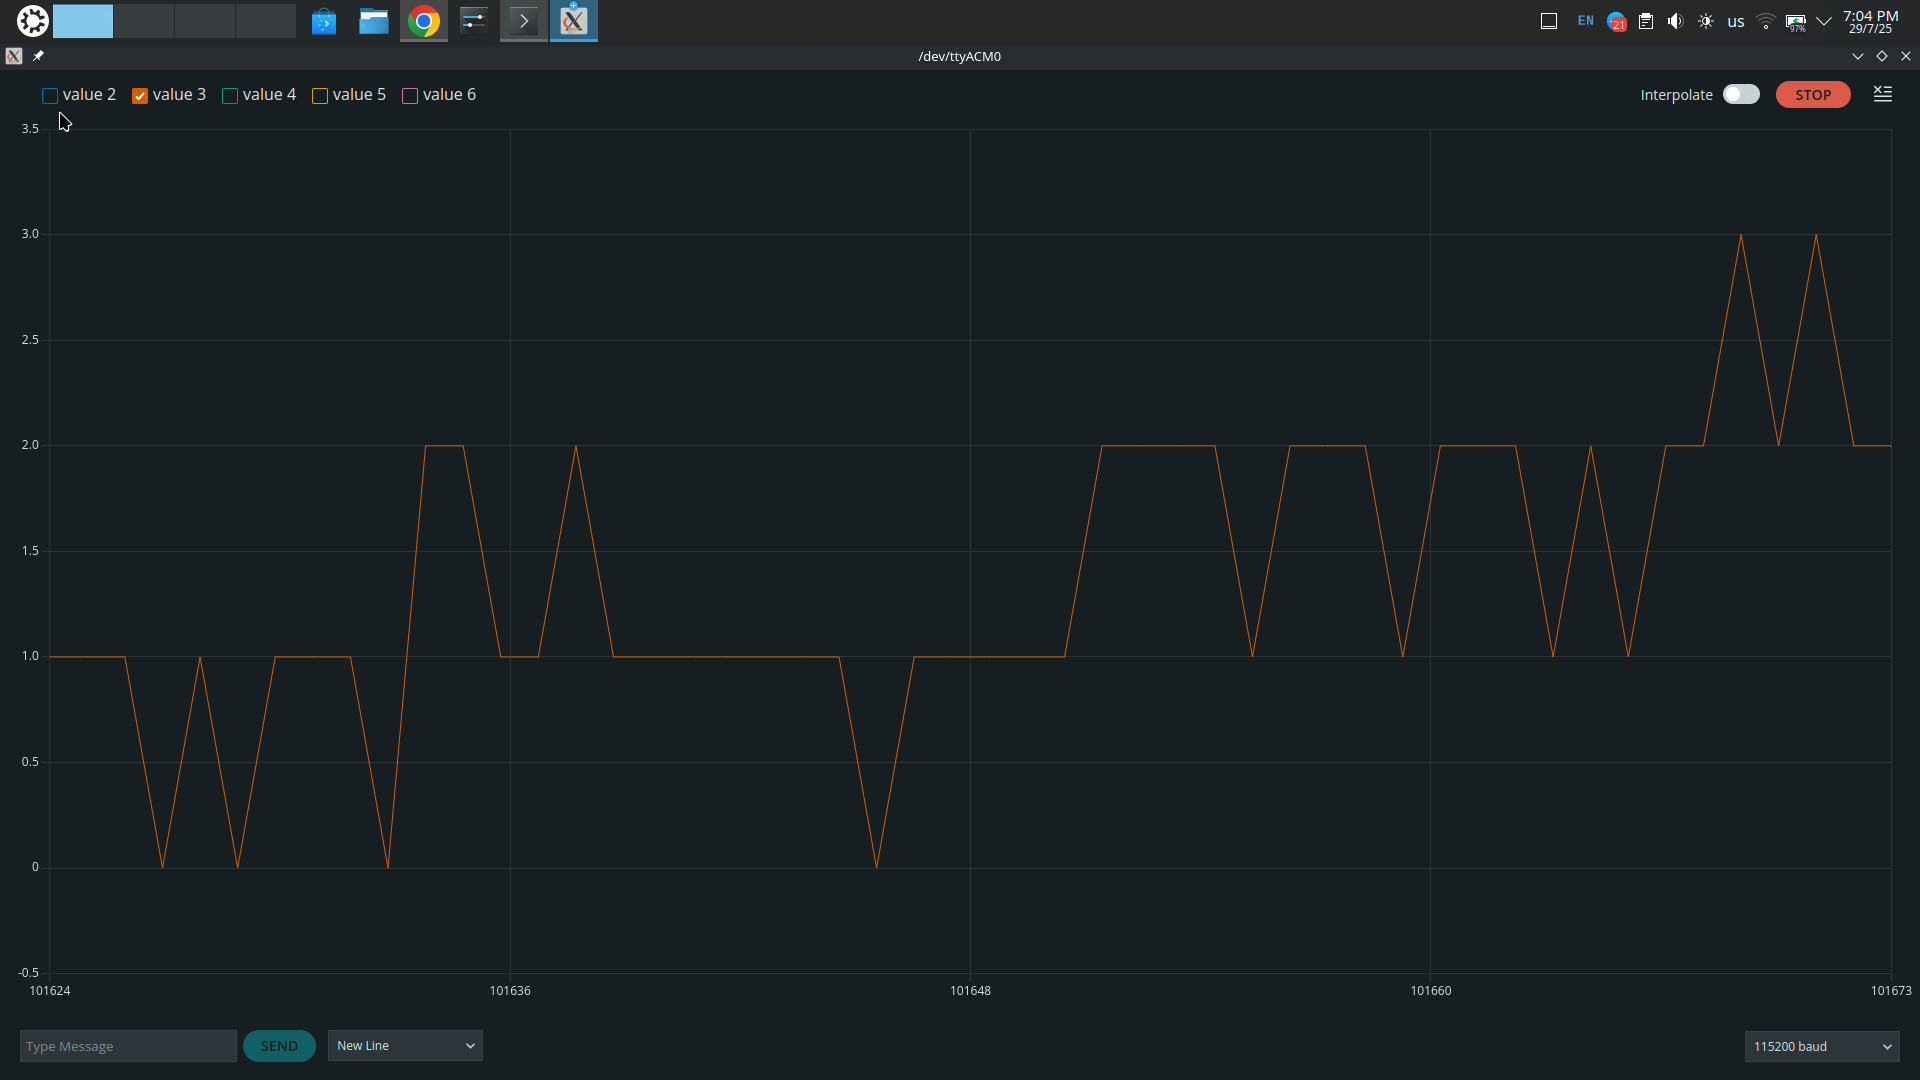 EN
21
us
97%
7:04 PM
29/7/25
/dev/ttyACM0
value 2 value 3 value 4 value 5 value 6
Interpolate STOP
3.5
3.0
2.5
2.0
1.5
1.0
0.5
0
-0.5
101624 101636 101648 101660 101673
Type Message SEND New Line 115200 baud